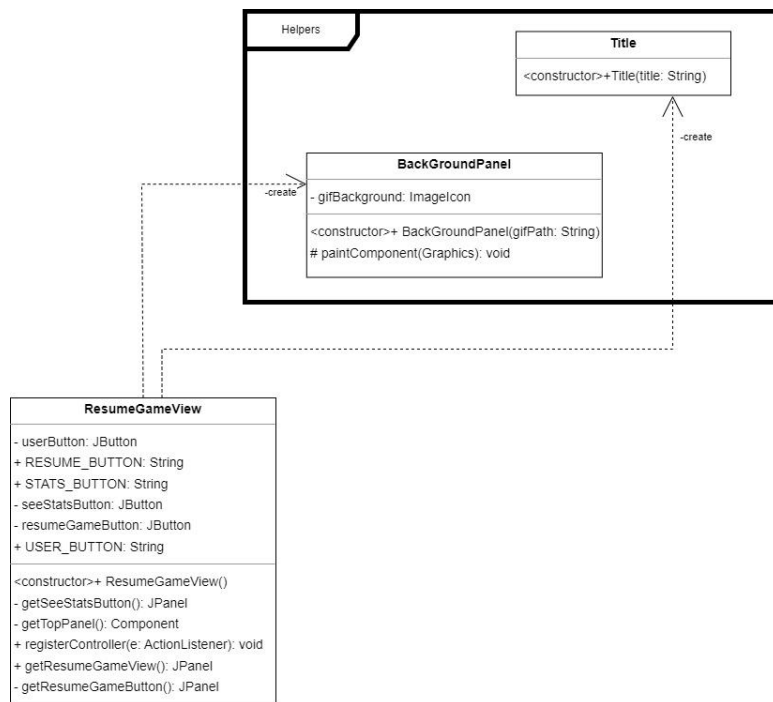 Helpers
Title
<constructor>+Title(title: String)
-create
BackGroundPanel
-create
- gifBackground: ImageIcon
<constructor>+ BackGroundPanel(gifPath: String)
# paintComponent(Graphics): void
ResumeGameView
- userButton: JButton
+ RESUME_BUTTON: String
+ STATS_BUTTON: String
- seeStatsButton: JButton
- resumeGameButton: JButton
+ USER_BUTTON: String
<constructor>+ ResumeGameView()
- getSeeStatsButton(): JPanel
- getTopPanel(): Component
+ registerController(e: ActionListener): void
+ getResumeGameView(): JPanel
- getResumeGameButton(): JPanel